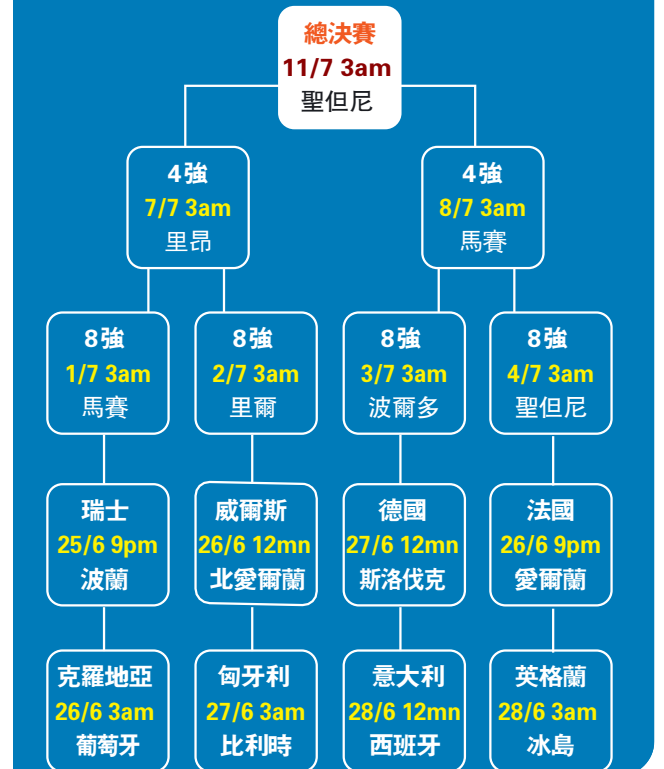 總決賽
11/7 3am
聖但尼
4強
7/7 3am
里昂
4強
8/7 3am
馬賽
8強
1/7 3am
馬賽
8強
2/7 3am
里爾
8強
3/7 3am
波爾多
8強
4/7 3am
聖但尼
瑞士
25/6 9pm
波蘭
威爾斯
26/6 12mn
北愛爾蘭
德國
27/6 12mn
斯洛伐克
法國
26/6 9pm
愛爾蘭
克羅地亞
26/6 3am
葡萄牙
匈牙利
27/6 3am
比利時
意大利
28/6 12mn
西班牙
英格蘭
28/6 3am
冰島